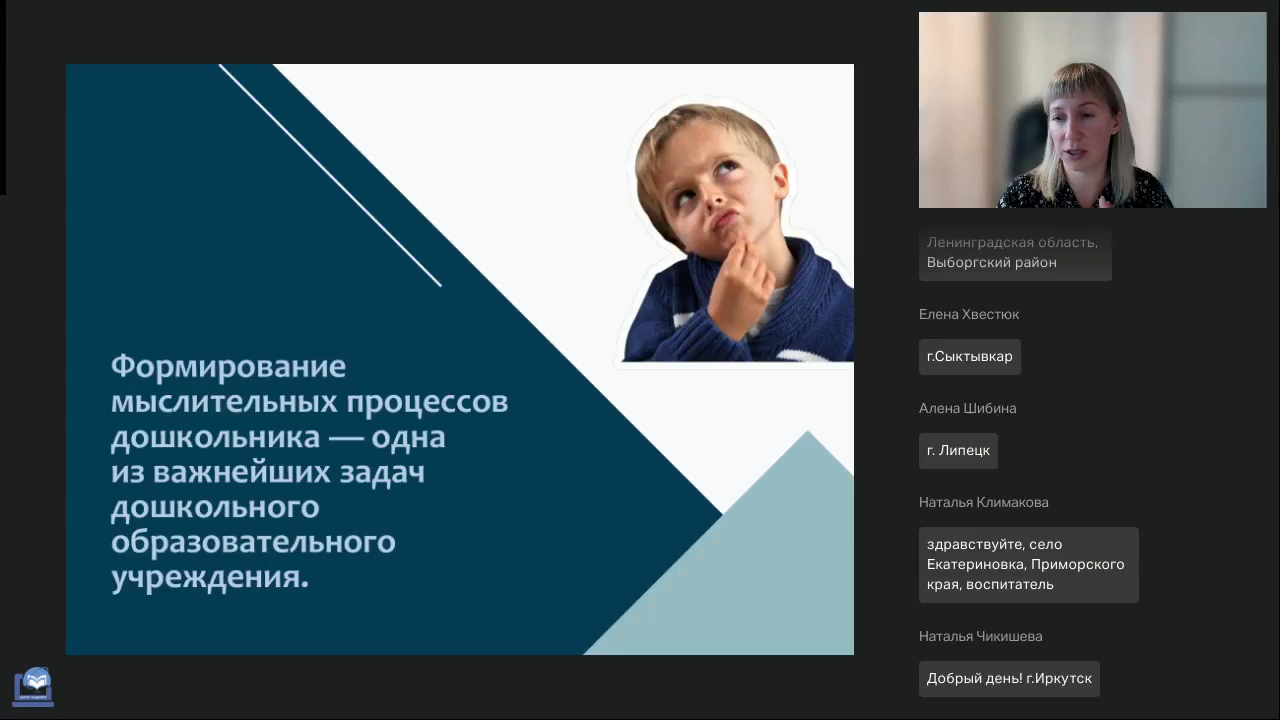 Формирование
мыслительных процессов
дошкольника — одна
из важнейших задач
дошкольного
образовательного
учреждения.
Ленинградская область,
Выборгский район
Елена Хвестюк
г.Сыктывкар
Алена Шибина
г. Липецк
Наталья Климакова
здравствуйте, село
Екатериновка, Приморского
края, воспитатель
Наталья Чикишева
Добрый день! г.Иркутск